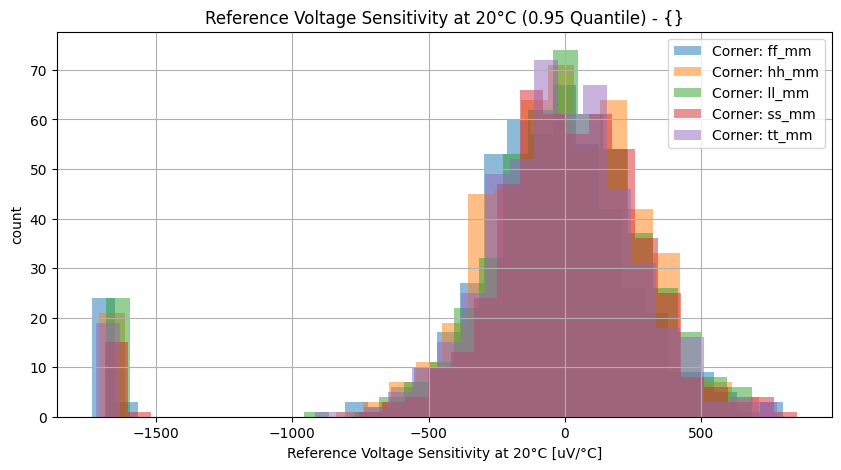 Reference Voltage Sensitivity at 20°C (0.95 Quantile) - {}
Corner: ff_mm
Corner: hh_mm
Corner: ll_mm
Corner: ss_mm
Corner: tt_mm
count
70
60
50
40
30
20
10
0
−1500
−1000
−500
0
500
Reference Voltage Sensitivity at 20°C [uV/°C]